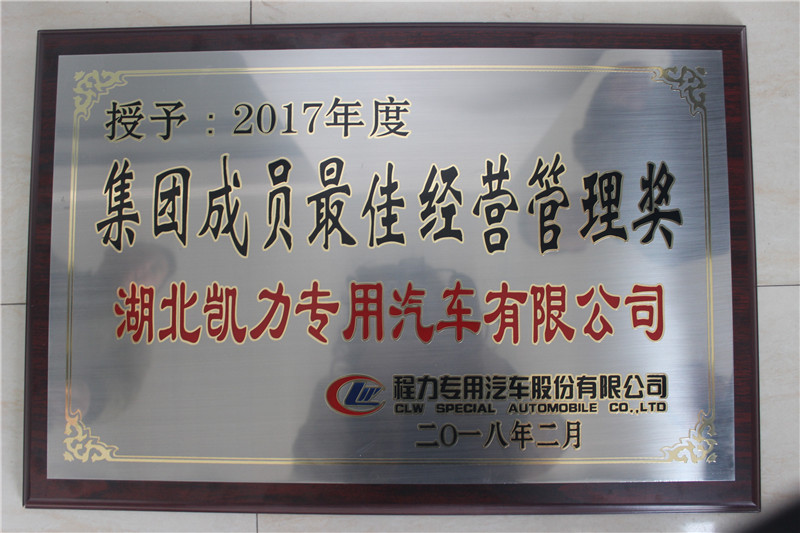 授予：2017年度
集团成员最佳经营管理奖
湖北凯力专用汽车有限公司
CLW 程力专用汽车股份有限公司
CLW SPECIAL AUTOMOBILE CO.,LTD
二O一八年二月